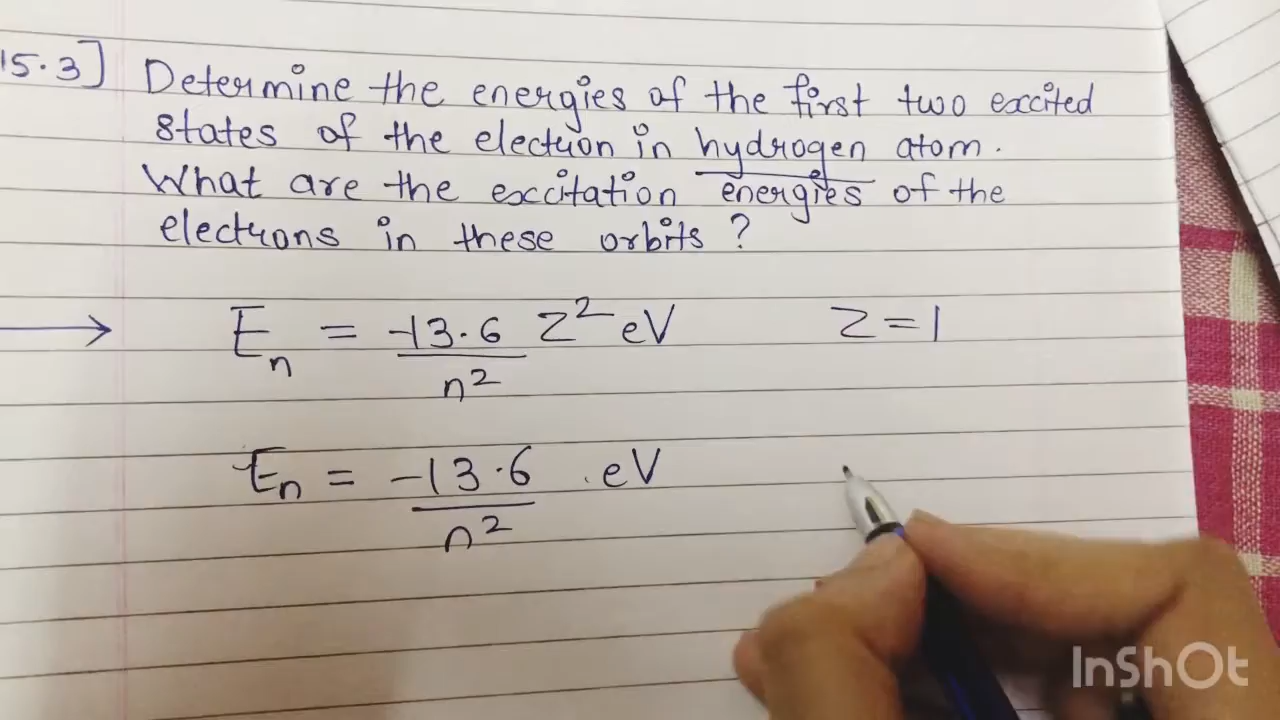 15.3] Determine the energies of the first two excited
states of the electron in hydrogen atom.
What are the excitation energies of the
electrons in these orbits ?
→ Eₙ = -13.6/n² Z² eV Z = 1
Eₙ = -13.6/n² . eV
InShOt